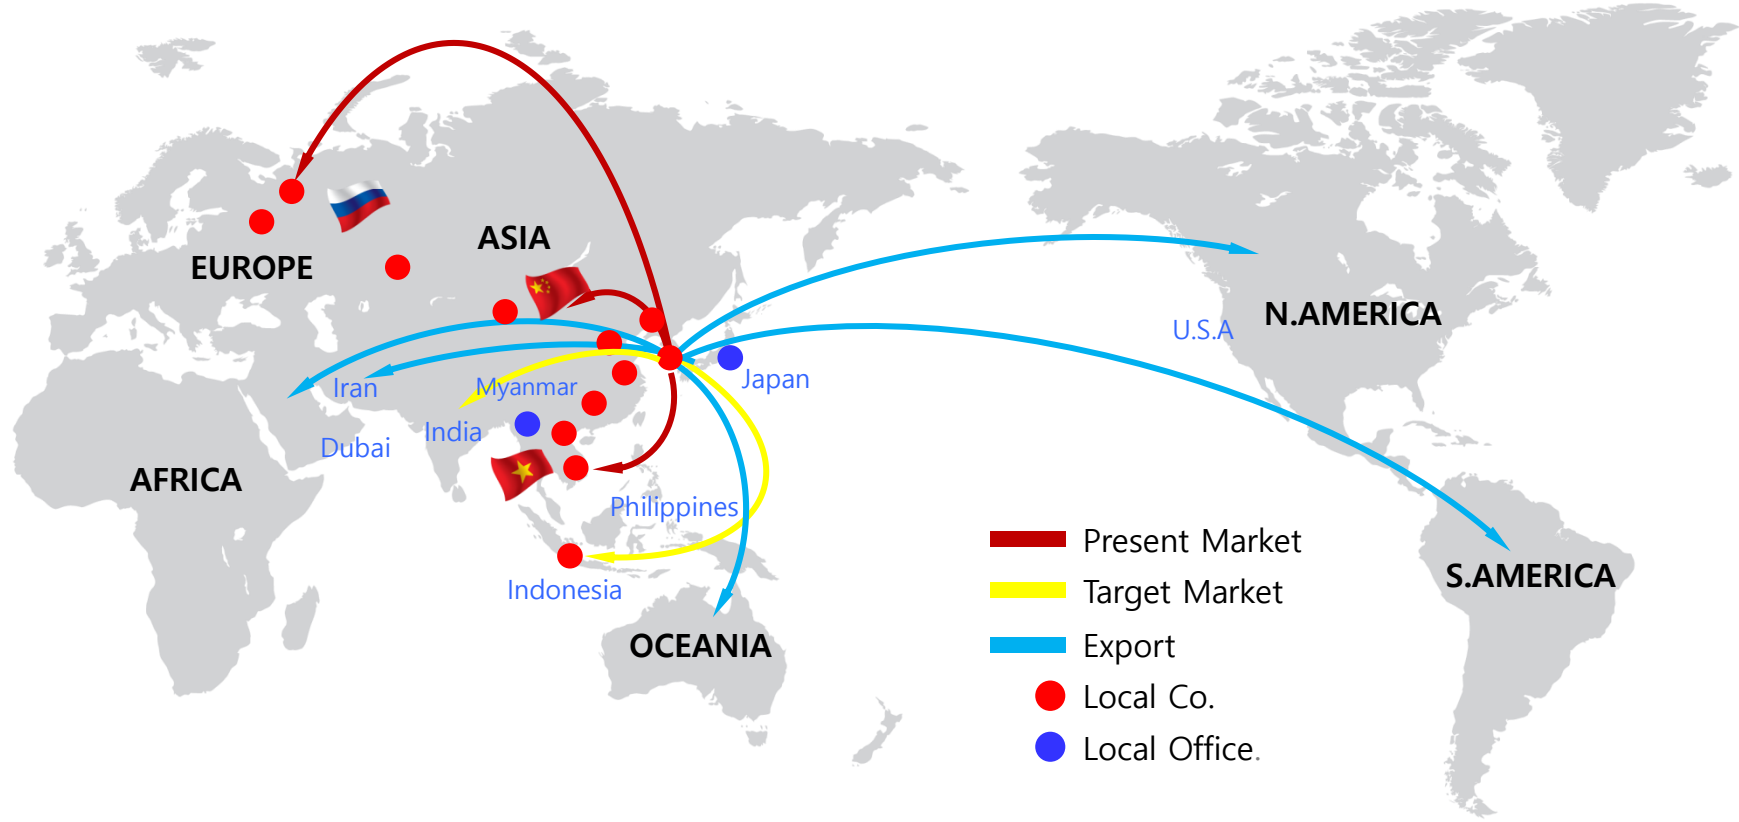 ASIA
EUROPE
N.AMERICA
U.S.A
Japan
Iran
Myanmar
India
Dubai
AFRICA
Philippines
Indonesia
OCEANIA
S.AMERICA
Present Market
Target Market
Export
Local Co.
Local Office.